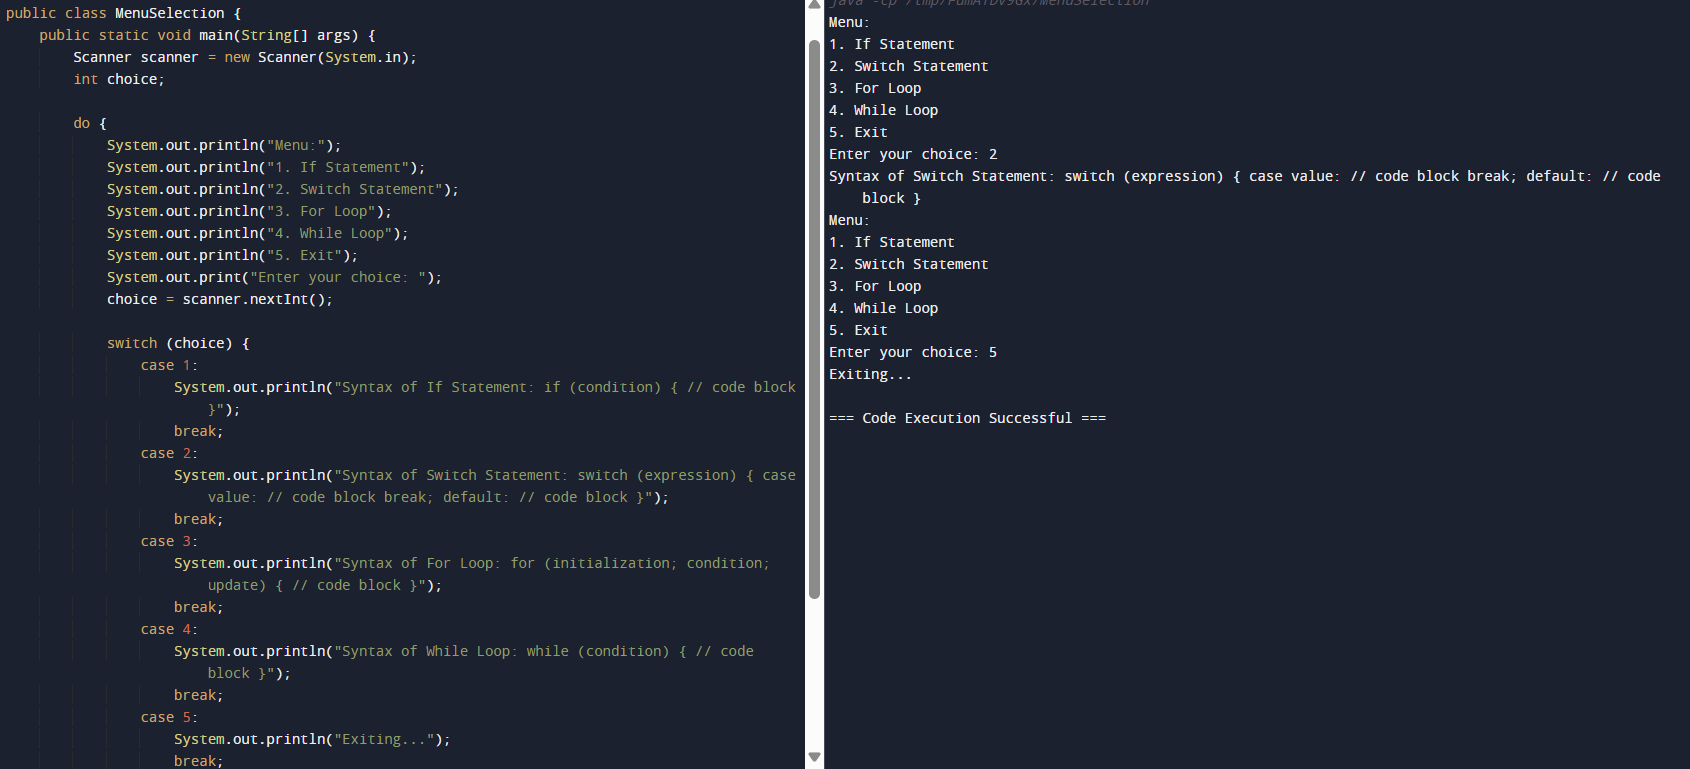 public class MenuSelection {
public static void main(String[] args) {
Scanner scanner = new Scanner(System.in);
int choice;
do {
System.out.println("Menu:");
System.out.println("1. If Statement");
System.out.println("2. Switch Statement");
System.out.println("3. For Loop");
System.out.println("4. While Loop");
System.out.println("5. Exit");
System.out.print("Enter your choice: ");
choice = scanner.nextInt();
switch (choice) {
case 1:
System.out.println("Syntax of If Statement: if (condition) { // code block
}");
break;
case 2:
System.out.println("Syntax of Switch Statement: switch (expression) { case
value: // code block break; default: // code block }");
break;
case 3:
System.out.println("Syntax of For Loop: for (initialization; condition;
update) { // code block }");
break;
case 4:
System.out.println("Syntax of While Loop: while (condition) { // code
block }");
break;
case 5:
System.out.println("Exiting...");
break;
java -cp
Menu:
1. If Statement
2. Switch Statement
3. For Loop
4. While Loop
5. Exit
Enter your choice: 2
Syntax of Switch Statement: switch (expression) { case value: // code block break; default: // code
block }
Menu:
1. If Statement
2. Switch Statement
3. For Loop
4. While Loop
5. Exit
Enter your choice: 5
Exiting...
=== Code Execution Successful ===